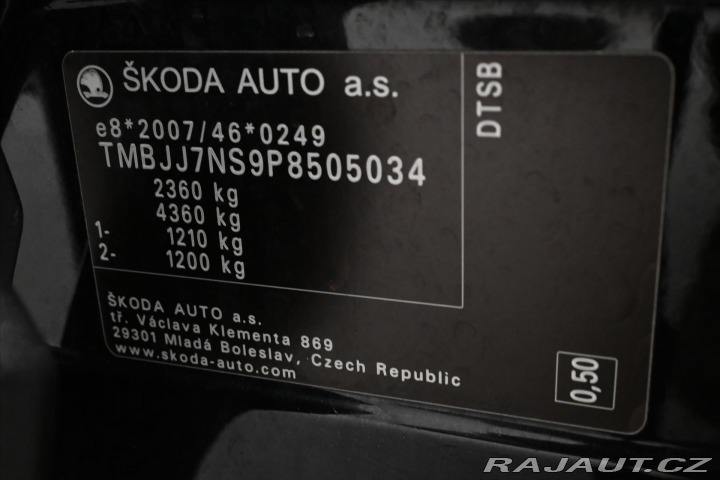 ŠKODA AUTO a.s.
e8*2007/46*0249
TMBJJ7NS9P8505034
2360 kg
4360 kg
1- 1210 kg
2- 1200 kg
DTSB
ŠKODA AUTO a.s.
tř. Václava Klementa 869
29301 Mladá Boleslav, Czech Republic
www.skoda-auto.com
0,50
RAJAUT.CZ